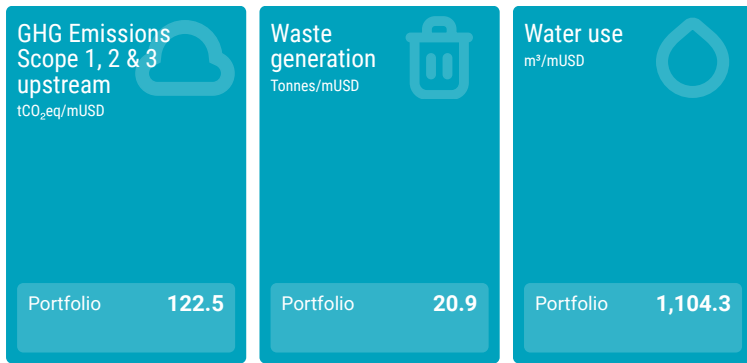 GHG Emissions
Scope 1, 2 & 3
upstream
tCO₂eq/mUSD
Portfolio 122.5
Waste
generation
Tonnes/mUSD
Portfolio 20.9
Water use
m³/mUSD
Portfolio 1,104.3